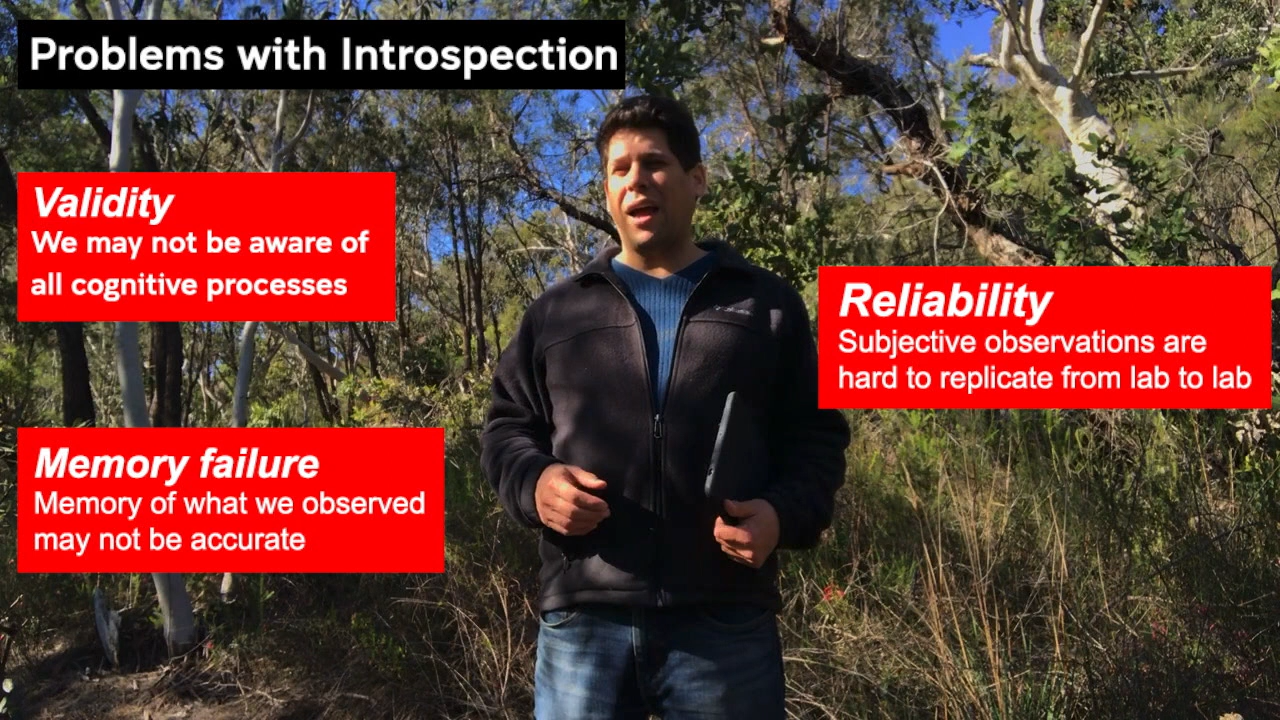 Problems with Introspection
Validity
We may not be aware of
all cognitive processes
Reliability
Subjective observations are
hard to replicate from lab to lab
Memory failure
Memory of what we observed
may not be accurate